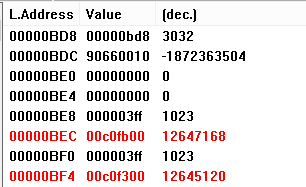 L.Address Value (dec.)
00000BD8 00000bd8 3032
00000BDC 90660010 -1872363504
00000BE0 00000000 0
00000BE4 00000000 0
00000BE8 000003ff 1023
00000BEC 00c0fb00 12647168
00000BF0 000003ff 1023
00000BF4 00c0f300 12645120